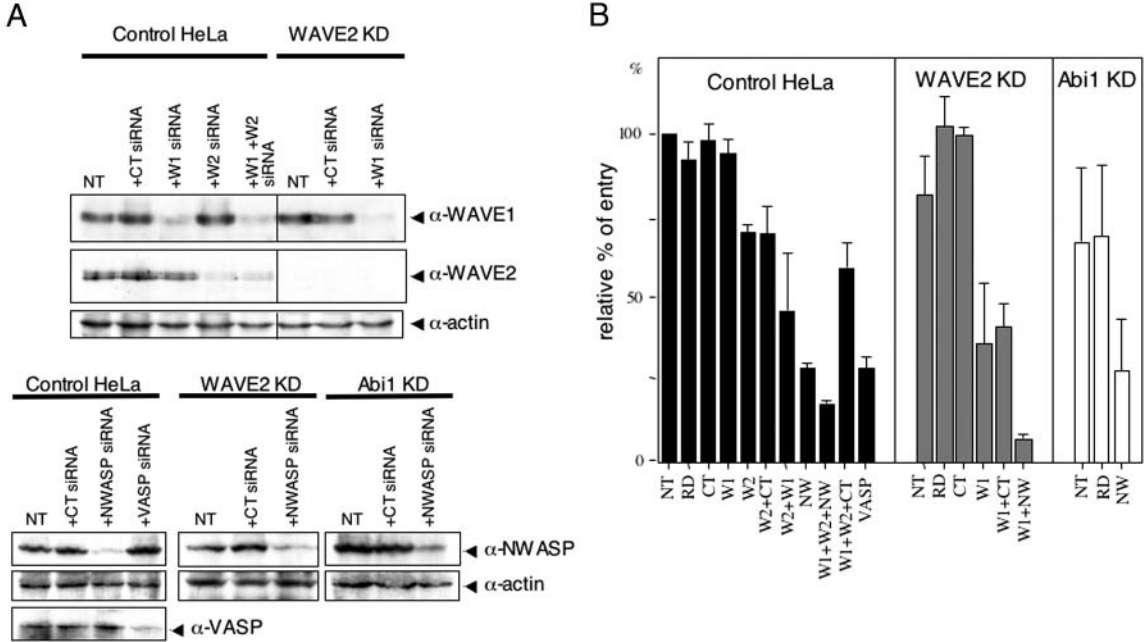 A
Control HeLa WAVE2 KD
NT +CT siRNA +W1 siRNA +W2 siRNA +W1 +W2 siRNA NT +CT siRNA +W1 siRNA
α-WAVE1
α-WAVE2
α-actin
Control HeLa WAVE2 KD Abi1 KD
NT +CT siRNA +NWASP siRNA +VASP siRNA NT +CT siRNA +NWASP siRNA NT +CT siRNA +NWASP siRNA
α-NWASP
α-actin
α-VASP
B
%
Control HeLa WAVE2 KD Abi1 KD
relative % of entry
100
50
0
NT RD CT W1 W2 W2+CT W2+W1 NW W1+W2+NW W1+W2+CT VASP NT RD CT W1 W1+CT W1+NW NT RD NW